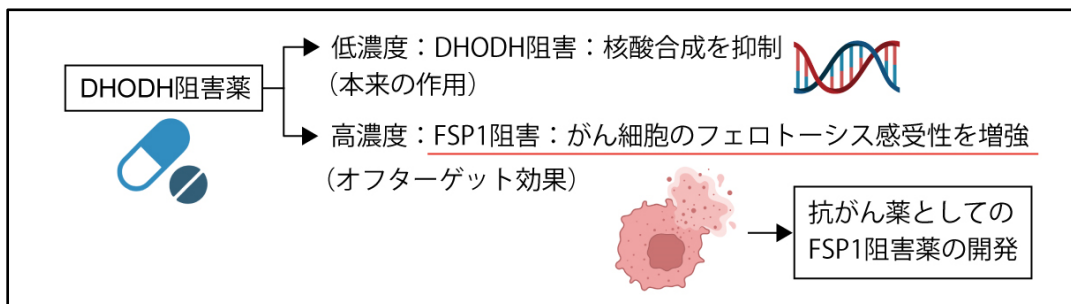 DHODH阻害薬
低濃度：DHODH阻害：核酸合成を抑制
（本来の作用）
高濃度：FSP1阻害：がん細胞のフェロトーシス感受性を増強
（オフターゲット効果）
抗がん薬としての
FSP1阻害薬の開発